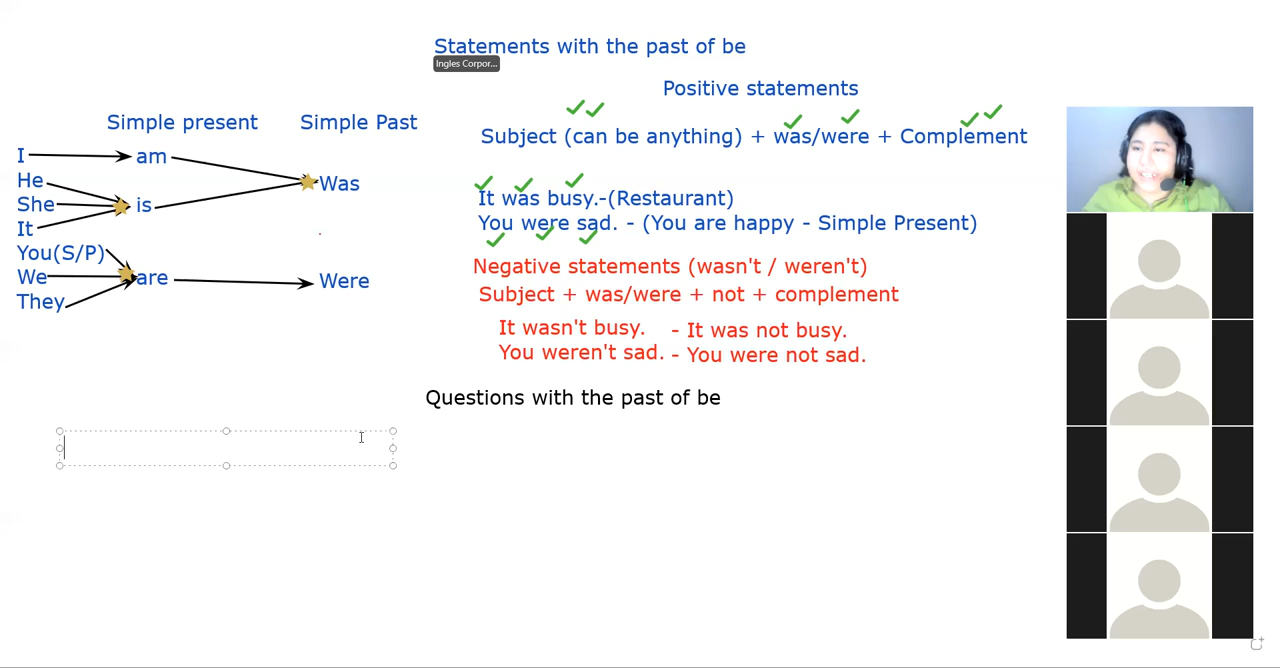 Statements with the past of be
Ingles Corpor...
Positive statements
Simple present Simple Past
Subject (can be anything) + was/were + Complement
I am
He
She is
It
You(S/P)
We are
They
Was
Were
It was busy.-(Restaurant)
You were sad. - (You are happy - Simple Present)
Negative statements (wasn't / weren't)
Subject + was/were + not + complement
It wasn't busy. - It was not busy.
You weren't sad. - You were not sad.
Questions with the past of be